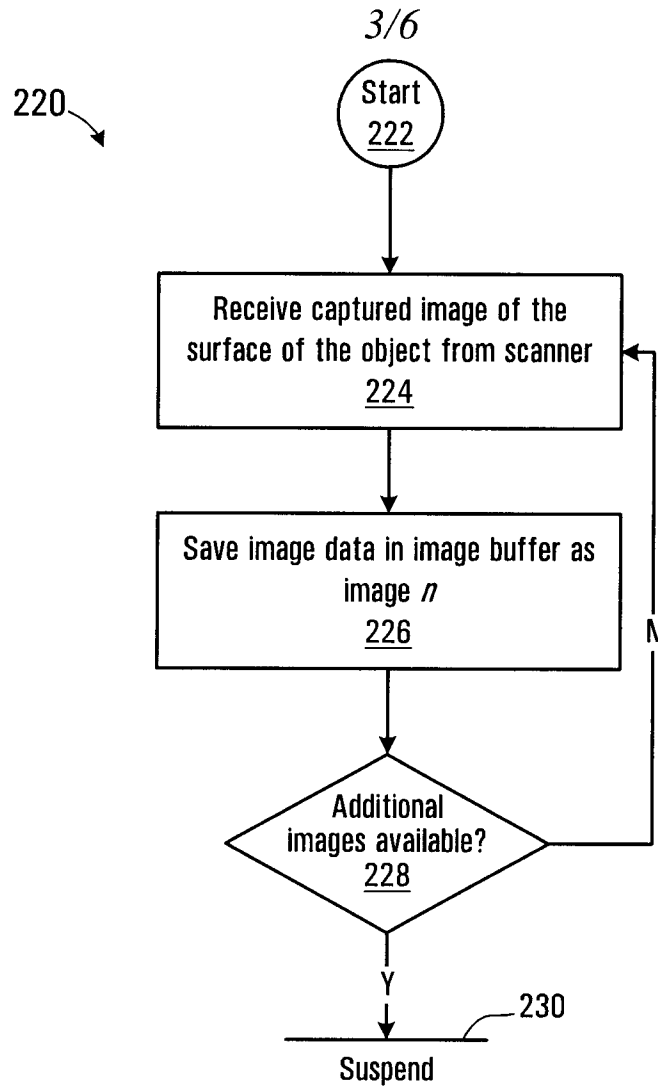 3/6
220
Start
222
Receive captured image of the
surface of the object from scanner
224
Save image data in image buffer as
image n
226
Additional
images available?
228
Y
230
Suspend